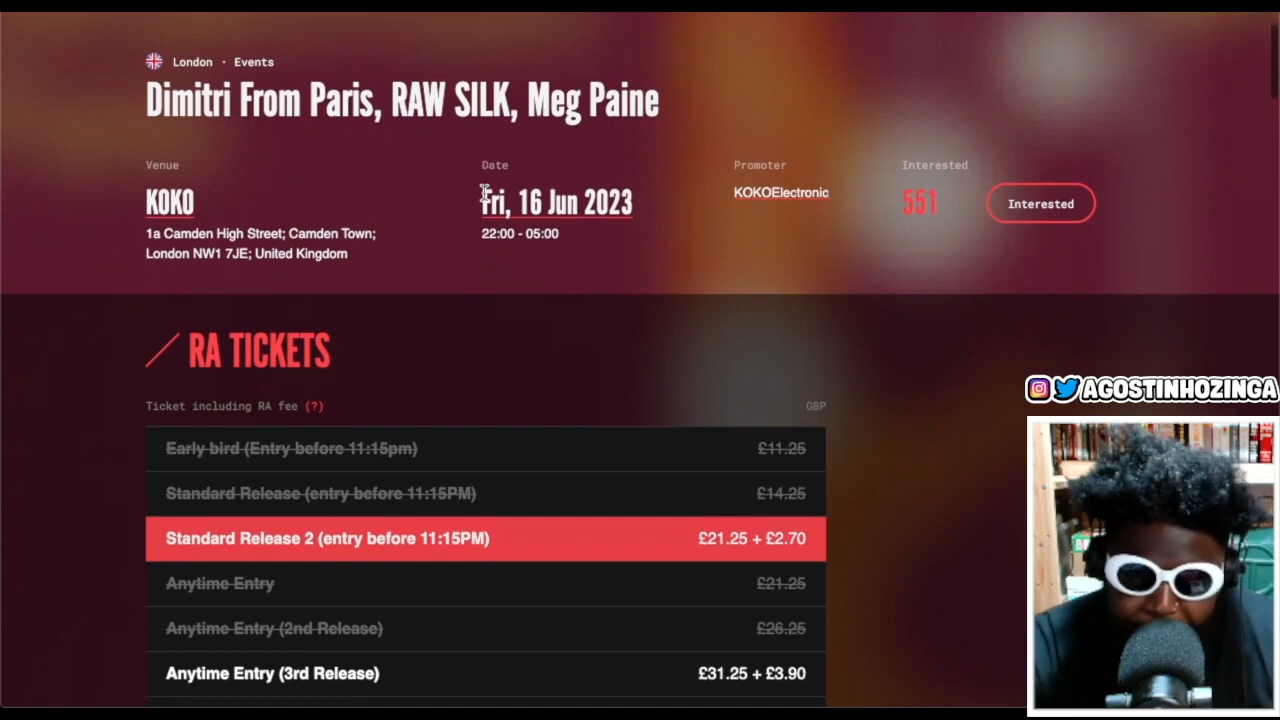 London · Events
Dimitri From Paris, RAW SILK, Meg Paine
Venue
KOKO
1a Camden High Street; Camden Town;
London NW1 7JE; United Kingdom
Date
Fri, 16 Jun 2023
22:00 - 05:00
Promoter
KOKOElectronic
Interested
551
Interested
RA TICKETS
Ticket including RA fee (?) GBP
Early bird (Entry before 11:15pm) £11.25
Standard Release (entry before 11:15PM) £14.25
Standard Release 2 (entry before 11:15PM) £21.25 + £2.70
Anytime Entry £21.25
Anytime Entry (2nd Release) £26.25
Anytime Entry (3rd Release) £31.25 + £3.90
AGOSTINHOZINGA